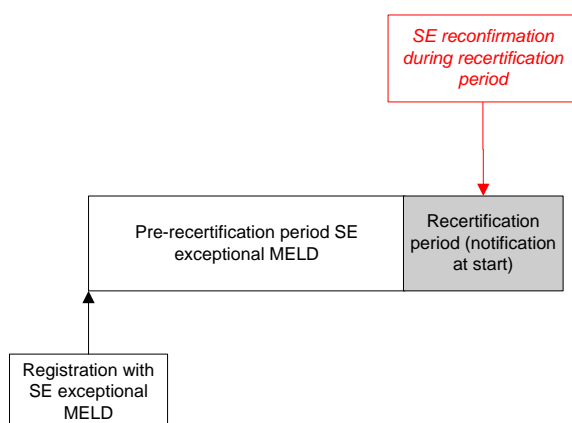 SE reconfirmation
during recertification
period
Pre-recertification period SE
exceptional MELD
Recertification
period (notification
at start)
Registration with
SE exceptional
MELD